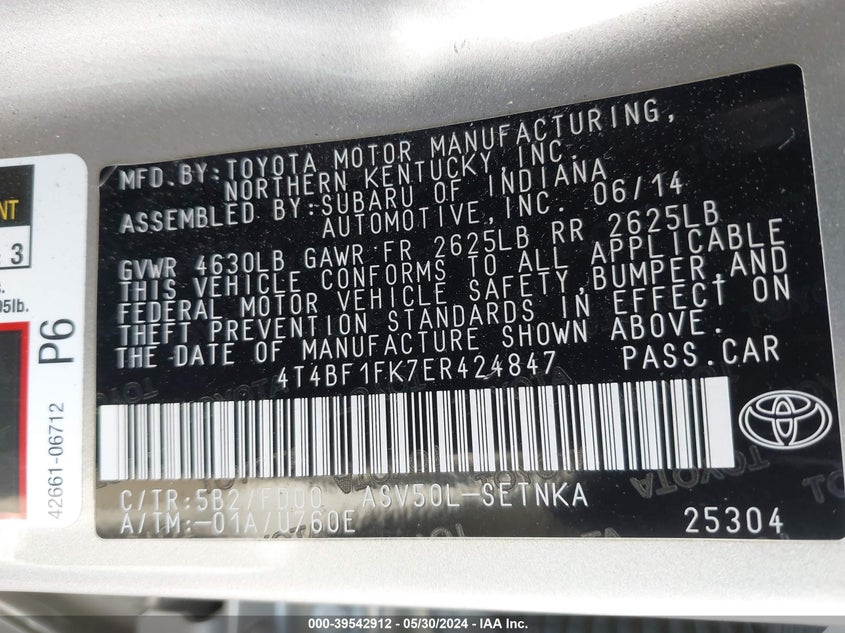 MFD.BY:TOYOTA MOTOR MANUFACTURING,
NORTHERN KENTUCKY,INC.
ASSEMBLED BY:SUBARU OF INDIANA
AUTOMOTIVE,INC. 06/14
GVWR 4630LB GAWR FR 2625LB RR 2625LB
THIS VEHICLE CONFORMS TO ALL APPLICABLE
FEDERAL MOTOR VEHICLE SAFETY,BUMPER,AND
THEFT PREVENTION STANDARDS IN EFFECT ON
THE DATE OF MANUFACTURE SHOWN ABOVE.
4T4BF1FK7ER424847 PASS.CAR
C/TR:5B2/FD00 ASV50L-SETNKA
A/TM:-01A/U760E 25304
3
P6
42661-06712
TOYOTA
000-39542912 - 05/30/2024 - IAA Inc.